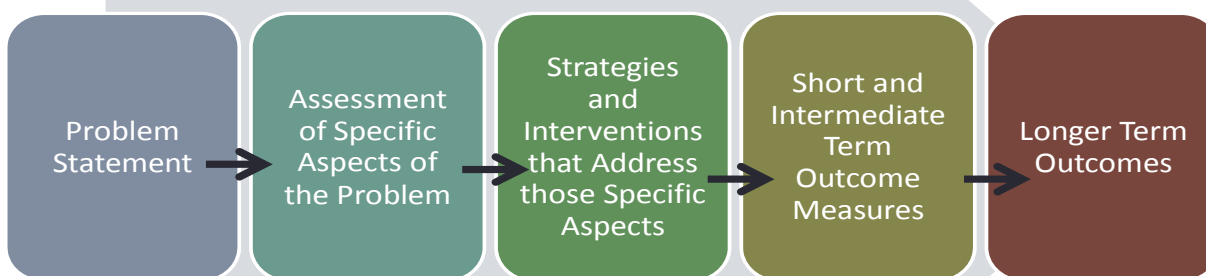 Problem
Statement
Assessment
of Specific
Aspects of
the Problem
Strategies
and
Interventions
that Address
those Specific
Aspects
Short and
Intermediate
Term
Outcome
Measures
Longer Term
Outcomes